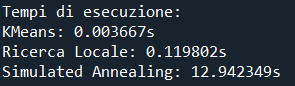 Tempi di esecuzione:
KMeans: 0.003667s
Ricerca Locale: 0.119802s
Simulated Annealing: 12.942349s